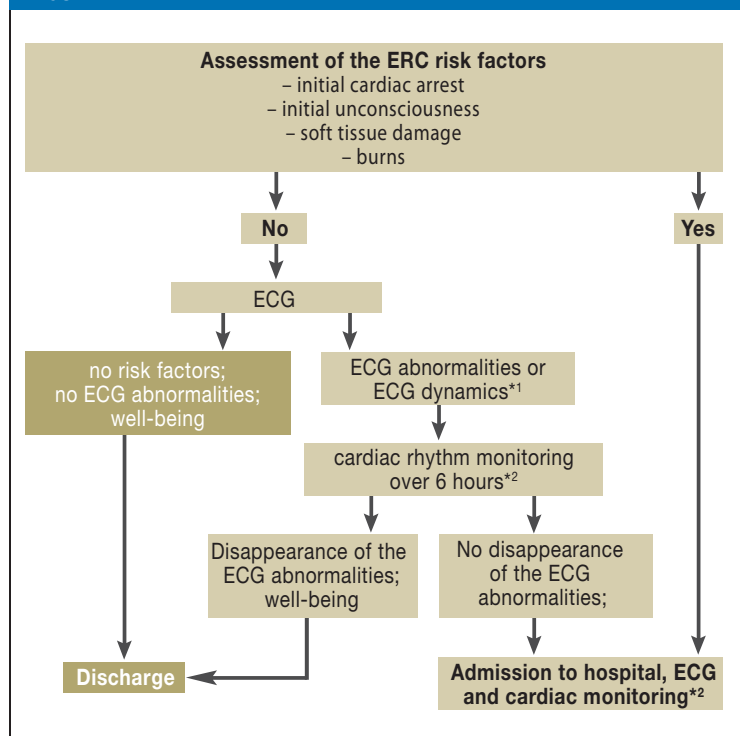 Assessment of the ERC risk factors
– initial cardiac arrest
– initial unconsciousness
– soft tissue damage
– burns
No
Yes
ECG
no risk factors;
no ECG abnormalities;
well-being
ECG abnormalities or
ECG dynamics*1
cardiac rhythm monitoring
over 6 hours*2
Disappearance of the
ECG abnormalities;
well-being
No disappearance
of the ECG
abnormalities;
Discharge
Admission to hospital, ECG
and cardiac monitoring*2